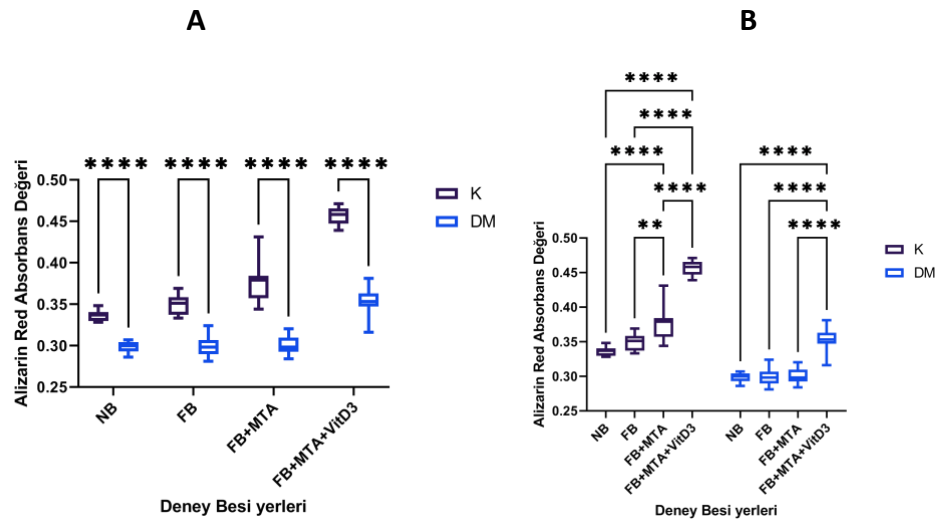 A
Alizarin Red Absorbans Değeri
**** **** **** ****
0.50
0.45
0.40
0.35
0.30
0.25
NB
FB
FB+MTA
FB+MTA+VitD3
Deney Besi yerleri
K
DM
B
Alizarin Red Absorbans Değeri
****
****
**** ****
**** ****
** ****
0.50
0.45
0.40
0.35
0.30
0.25
NB
FB
FB+MTA
FB+MTA+VitD3
NB
FB
FB+MTA
FB+MTA+VitD3
Deney Besi yerleri
K
DM